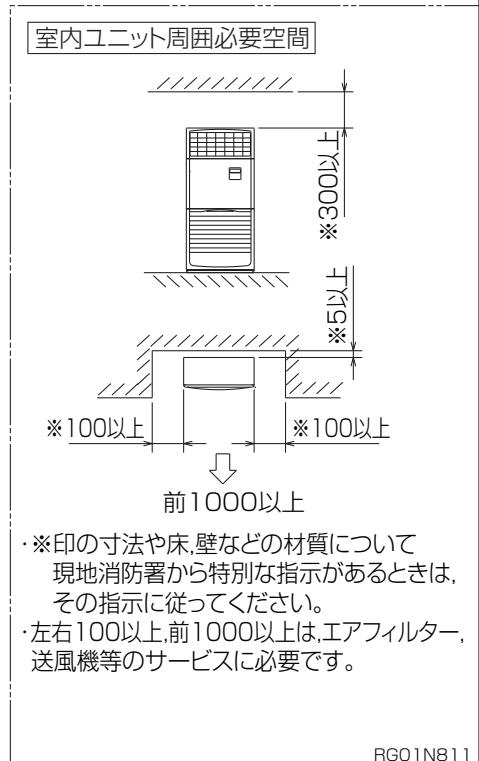 室内ユニット周囲必要空間
※300以上
※5以上
※100以上
※100以上
前1000以上
・※印の寸法や床,壁などの材質について
現地消防署から特別な指示があるときは,
その指示に従ってください。
・左右100以上,前1000以上は,エアフィルター,
送風機等のサービスに必要です。
RG01N811